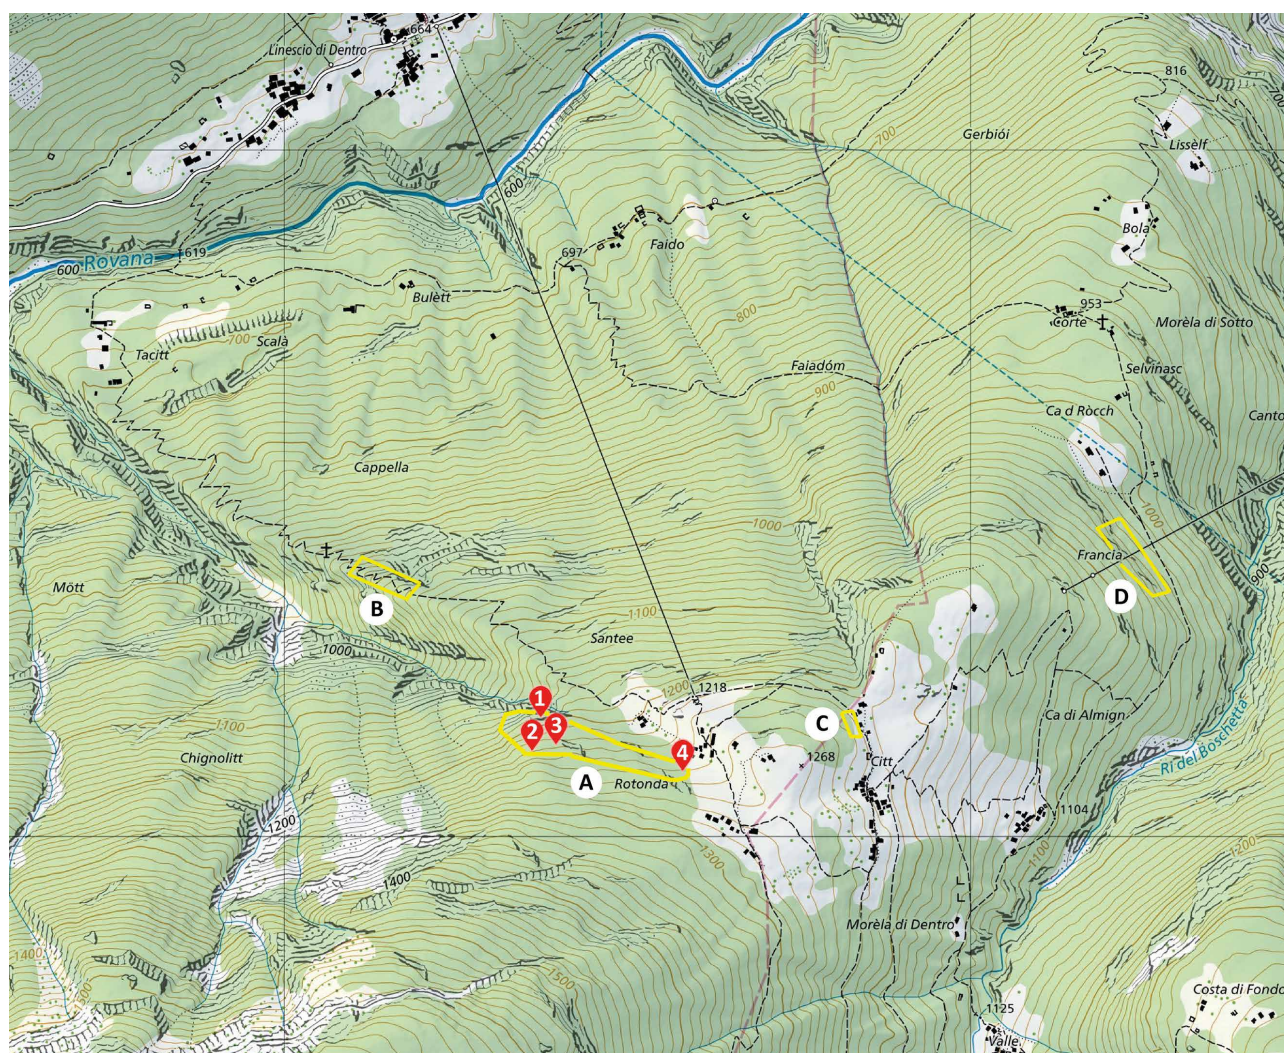 664
Linescio di Dentro
816
Gerbiói
700
Lissèlf
600
Bola
Faido
697
619
Rovana
600
Bulètt
953
Corte
Morèla di Sotto
800
700
Scalà
Tacitt
Faiadóm
Selvinasc
900
Ca d Ròcch
Canto
Cappella
1000
1000
Francia
900
Mött
B
D
1100
Santee
1000
1200
1218
1
Ca di Almign
1100
2
3
C
4
1268
Citt
Ri del Boschetta
Chignolitt
A
Rotonda
1104
1200
1300
1100
1200
1400
Morèla di Dentro
1400
1500
1500
Costa di Fondo
1125
Valle